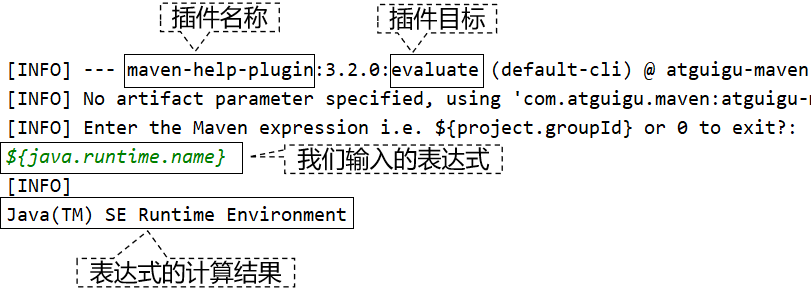 插件名称 插件目标
[INFO] --- maven-help-plugin:3.2.0:evaluate (default-cli) @ atguigu-maven
[INFO] No artifact parameter specified, using 'com.atguigu.maven:atguigu-
[INFO] Enter the Maven expression i.e. ${project.groupId} or 0 to exit?:
${java.runtime.name} 我们输入的表达式
[INFO]
Java(TM) SE Runtime Environment
表达式的计算结果